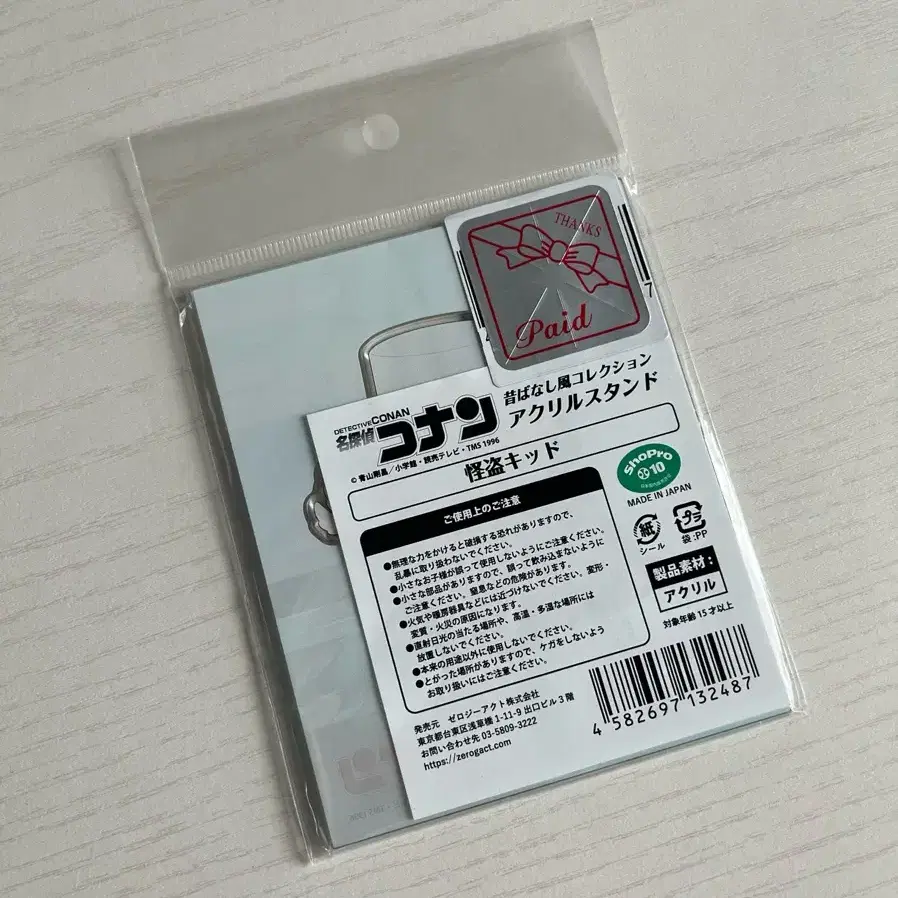 THANKS
Paid
7
DETECTIVE CONAN
名探偵コナン
昔ばなし風コレクション
アクリルスタンド
© 青山剛昌／小学館・読売テレビ・TMS 1996
怪盗キッド
ShoPro
10
MADE IN JAPAN
ご使用上のご注意
●無理な力をかけると破損する恐れがありますので、
乱暴に取り扱わないでください。
●小さなお子様が誤って使用しないようにご注意ください。
●小さな部品がありますので、誤って飲み込まないように
ご注意ください。窒息などの危険があります。
●火気や暖房器具などには近づけないでください。変形・
変質・火災の原因になります。
●直射日光の当たる場所や、高温・多湿な場所には
放置しないでください。
●本来の用途以外に使用しないでください。
●とがった場所がありますので、ケガをしないよう
お取り扱いにはご注意ください。
紙
シール
プラ
袋:PP
製品素材：
アクリル
対象年齢 15才以上
発売元 ゼロジーアクト株式会社
東京都台東区浅草橋 1-11-9 出口ビル 3 階
お問い合わせ先 03-5809-3222
https://zerogact.com
4 582697 132487